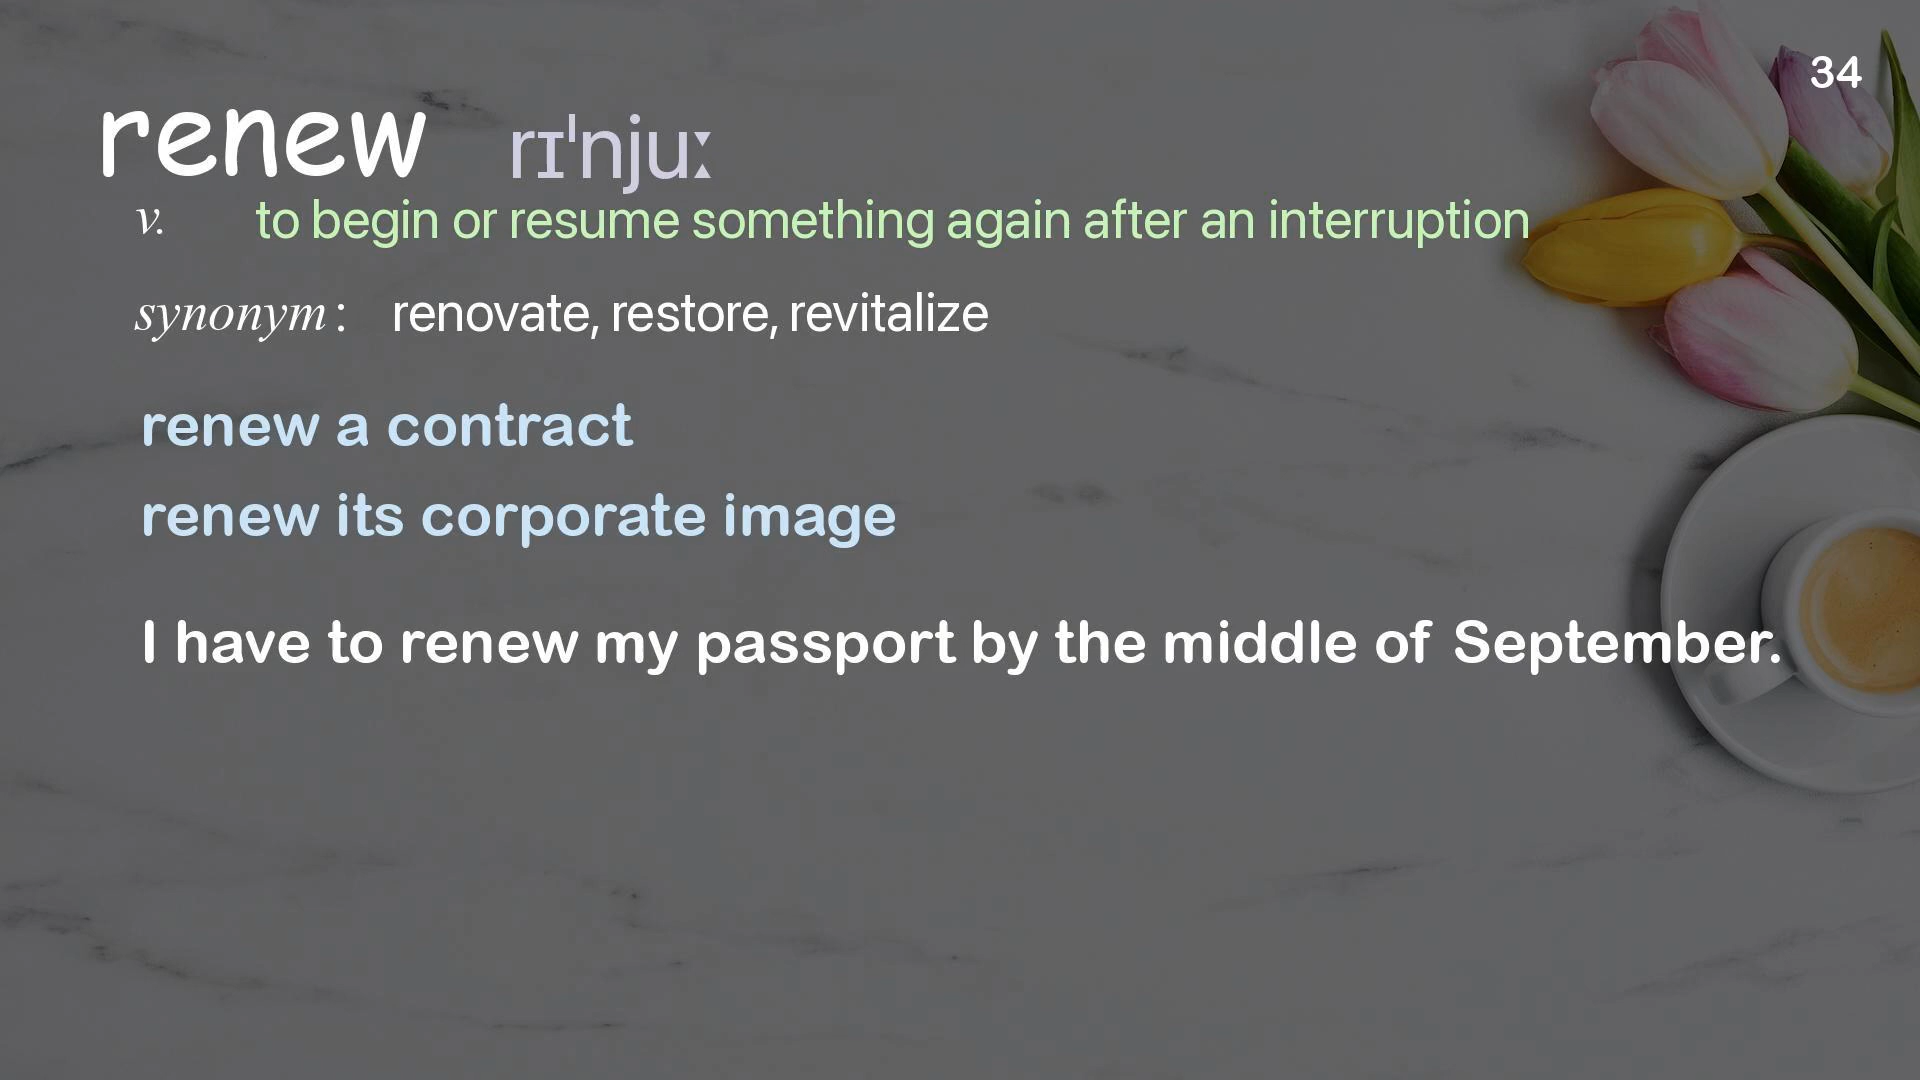 34
renew rɪˈnjuː
v. to begin or resume something again after an interruption
synonym : renovate, restore, revitalize
renew a contract
renew its corporate image
I have to renew my passport by the middle of September.